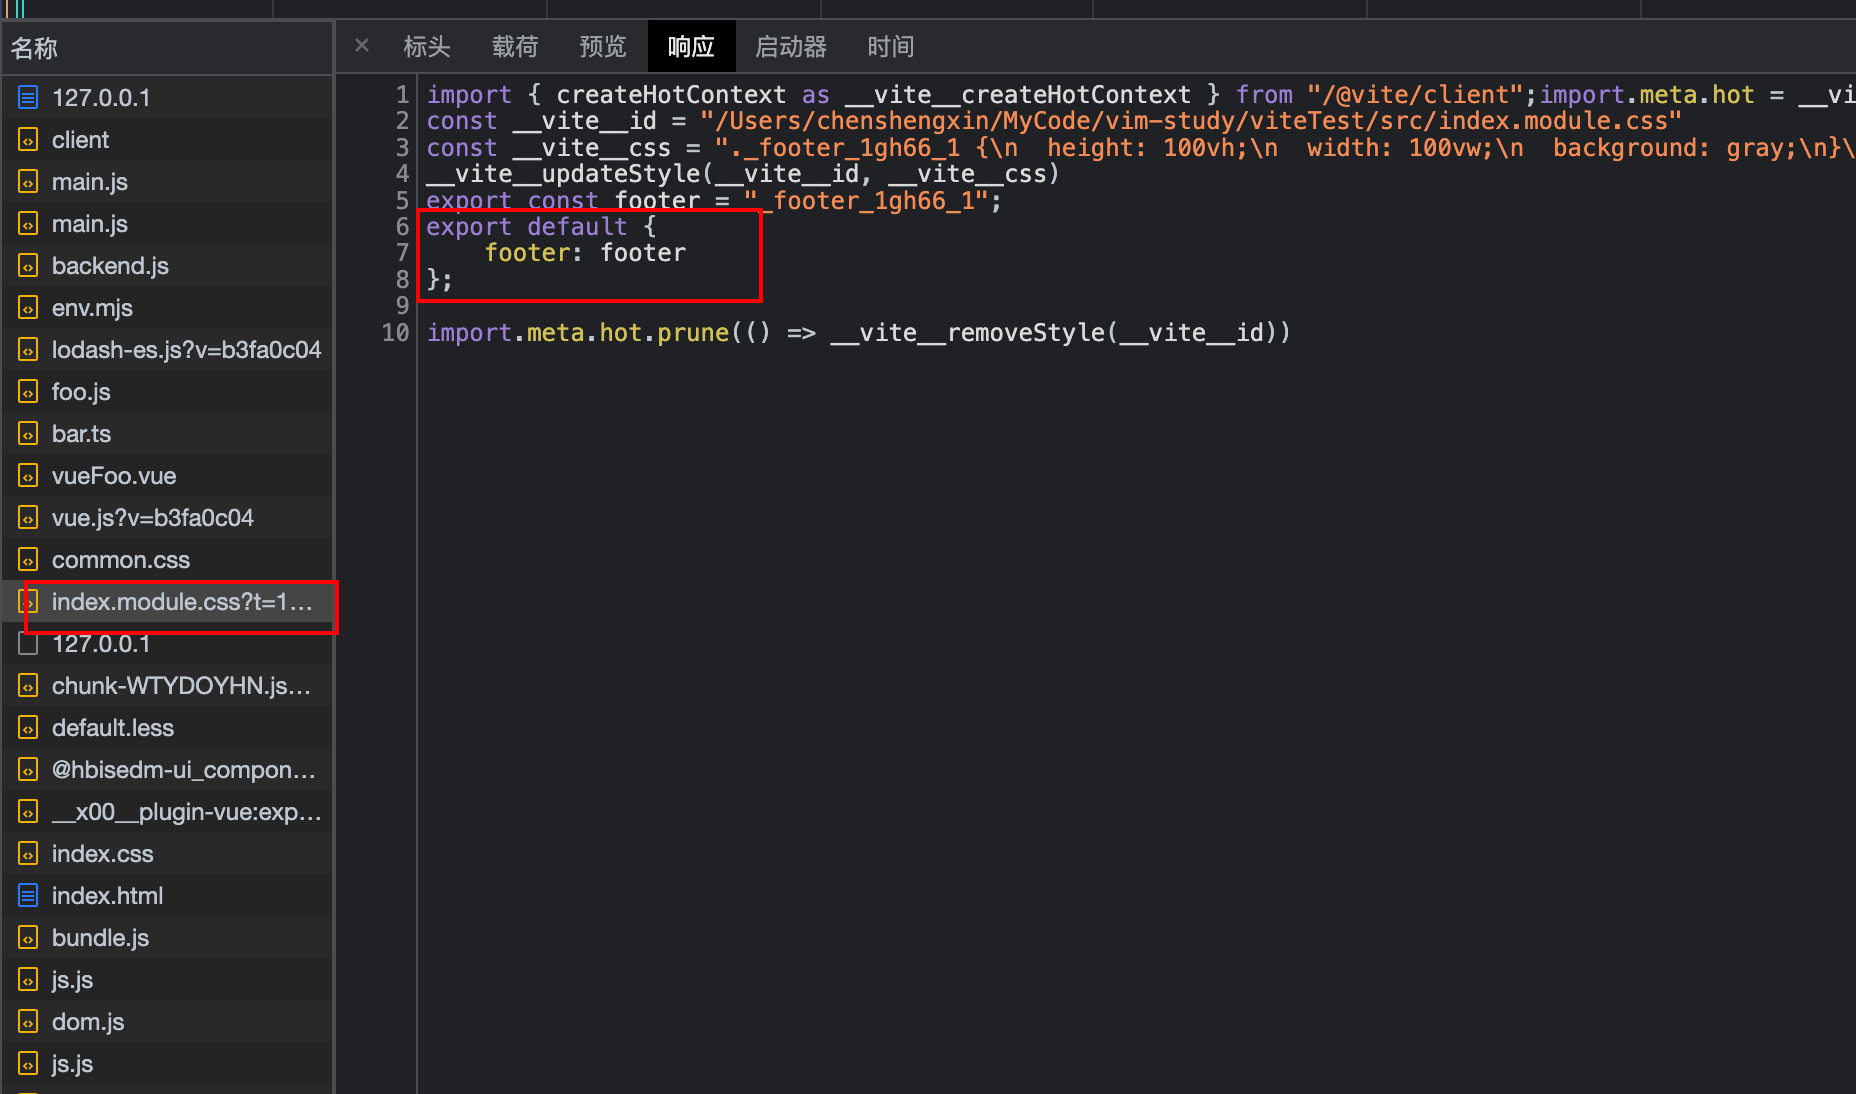 名称
127.0.0.1
client
main.js
main.js
backend.js
env.mjs
lodash-es.js?v=b3fa0c04
foo.js
bar.ts
vueFoo.vue
vue.js?v=b3fa0c04
common.css
index.module.css?t=1…
127.0.0.1
chunk-WTYDOYHN.js…
default.less
@hbisedm-ui_compon…
__x00__plugin-vue:exp…
index.css
index.html
bundle.js
js.js
dom.js
js.js
× 标头 载荷 预览 响应 启动器 时间
1 import { createHotContext as __vite__createHotContext } from "/@vite/client";import.meta.hot = __vi
2 const __vite__id = "/Users/chenshengxin/MyCode/vim-study/viteTest/src/index.module.css"
3 const __vite__css = "._footer_1gh66_1 {\n  height: 100vh;\n  width: 100vw;\n  background: gray;\n}\
4 __vite__updateStyle(__vite__id, __vite__css)
5 export const footer = "_footer_1gh66_1";
6 export default {
7     footer: footer
8 };
9
10 import.meta.hot.prune(() => __vite__removeStyle(__vite__id))